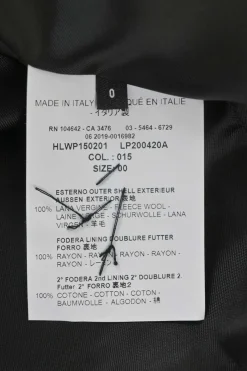 0
MADE IN ITALY FABRIQUÉ EN ITALIE
- イタリア製
RN 104642 - CA 3476 03 - 5464 - 6729
06 2019-0016982
HLWP150201 LP200420A
COL.: 015
SIZE: 00
ESTERNO OUTER SHELL EXTERIEUR
AUSSEN EXTERIOR 表地
100% LANA VERGINE - FLEECE WOOL -
LAINE VIERGE - SCHURWOLLE - LANA
VIRGEN - 羊毛
FODERA LINING DOUBLURE FUTTER
FORRO 裏地
100% RAYON - RAYON - RAYON - RAYON -
RAYON - レーヨン
2° FODERA 2nd LINING 2° DOUBLURE 2
Futter 2° FORRO 裏地2
100% COTONE - COTTON - COTON -
BAUMWOLLE - ALGODON - 綿